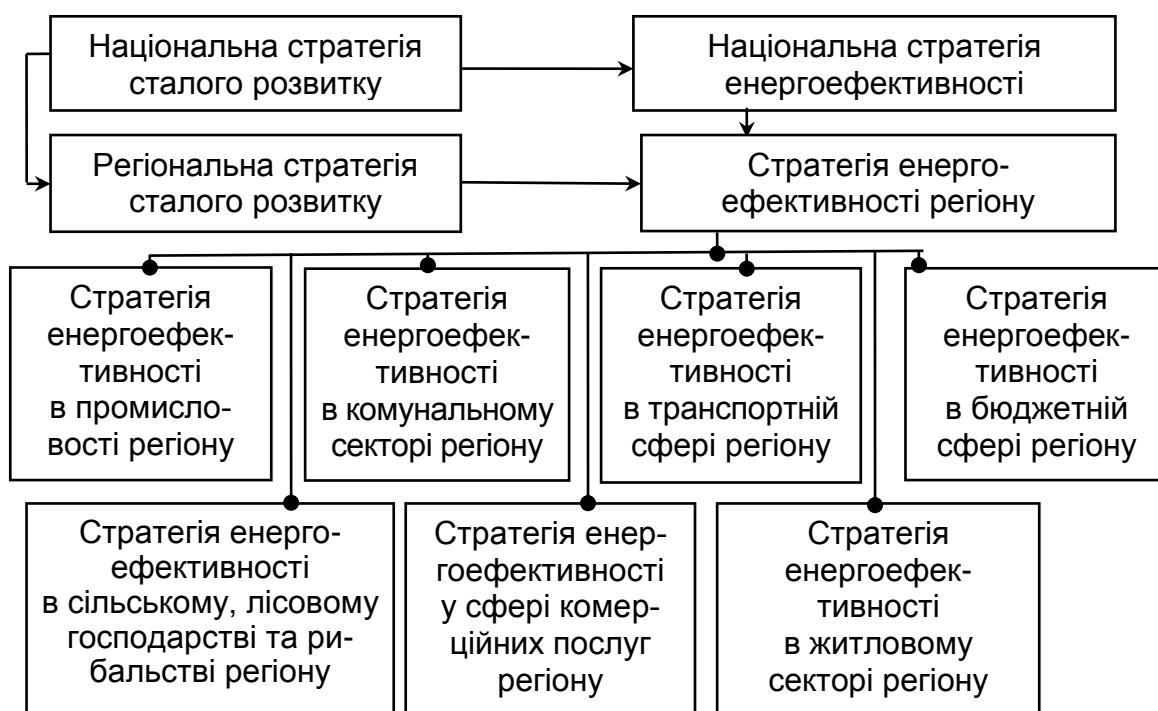 Національна стратегія
сталого розвитку
Національна стратегія
енергоефективності
Регіональна стратегія
сталого розвитку
Стратегія енерго-
ефективності регіону
Стратегія
енергоефек-
тивності
в промисло-
вості регіону
Стратегія
енергоефек-
тивності
в комунальному
секторі регіону
Стратегія
енергоефек-
тивності
в транспортній
сфері регіону
Стратегія
енергоефек-
тивності
в бюджетній
сфері регіону
Стратегія енерго-
ефективності
в сільському, лісовому
господарстві та ри-
бальстві регіону
Стратегія енер-
гоефективності
у сфері комер-
ційних послуг
регіону
Стратегія
енергоефек-
тивності
в житловому
секторі регіону